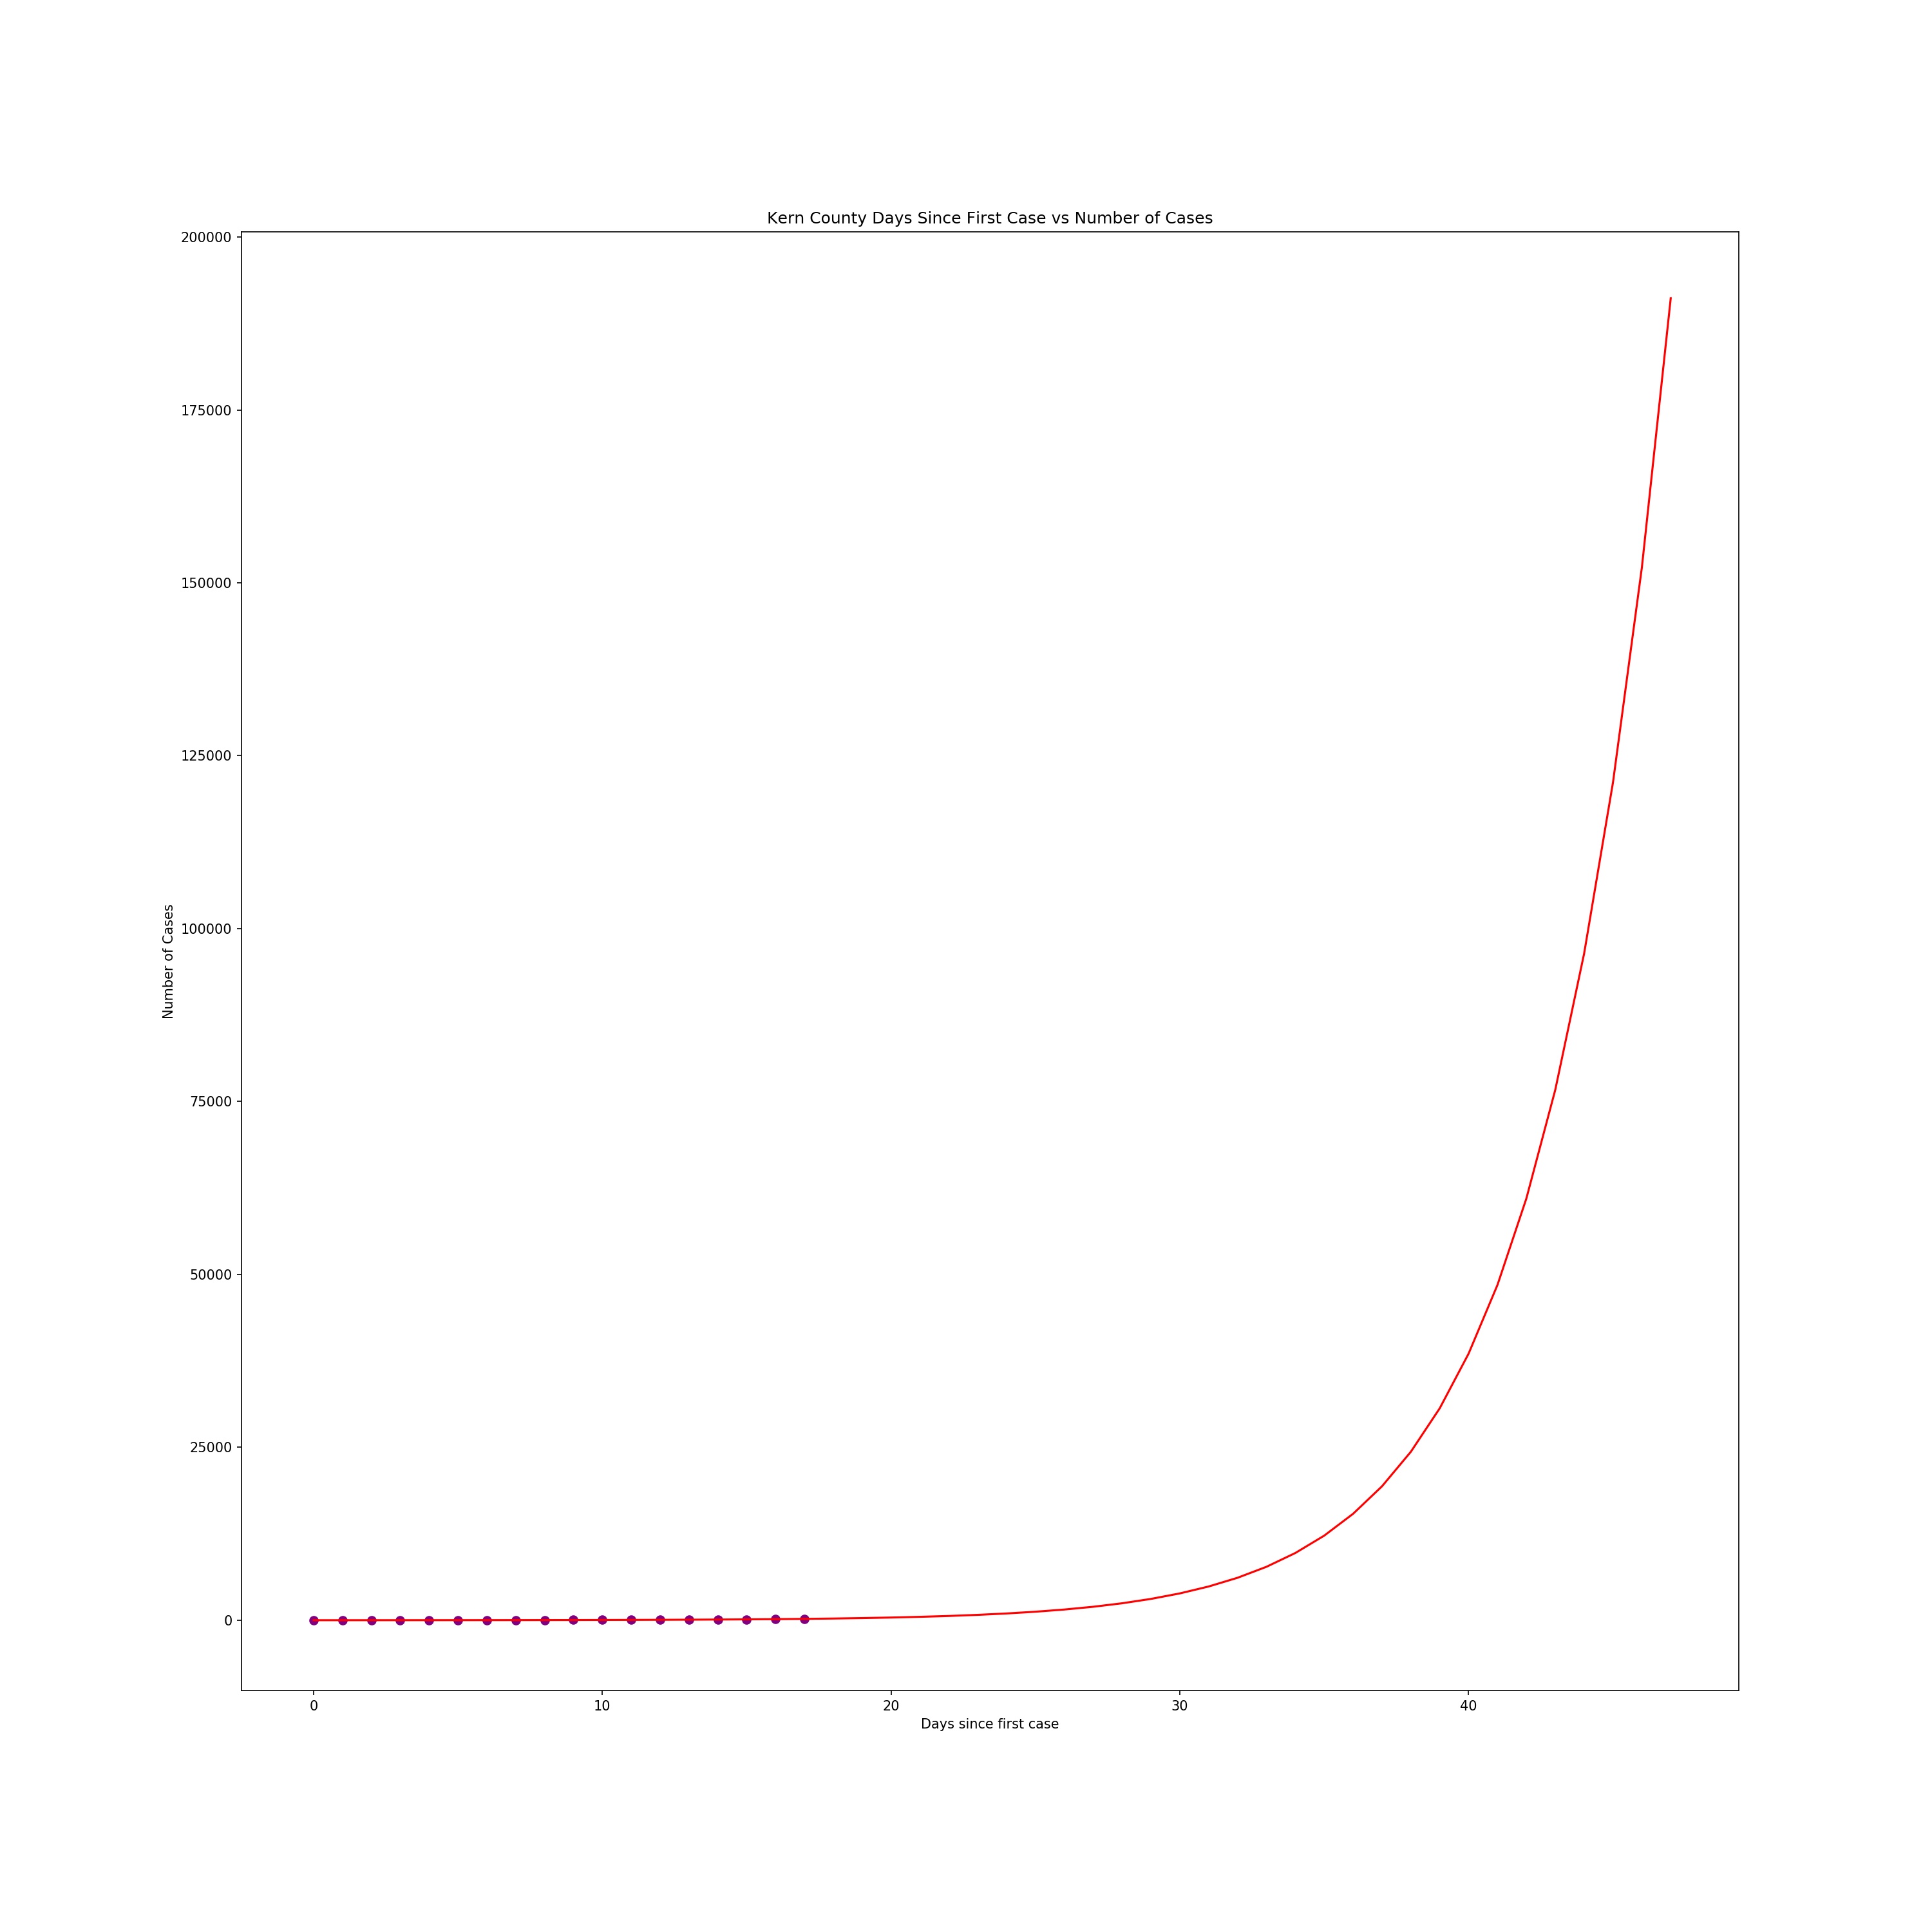 Kern County Days Since First Case vs Number of Cases
200000
175000
150000
125000
100000
75000
50000
25000
0
Number of Cases
0 10 20 30 40
Days since first case